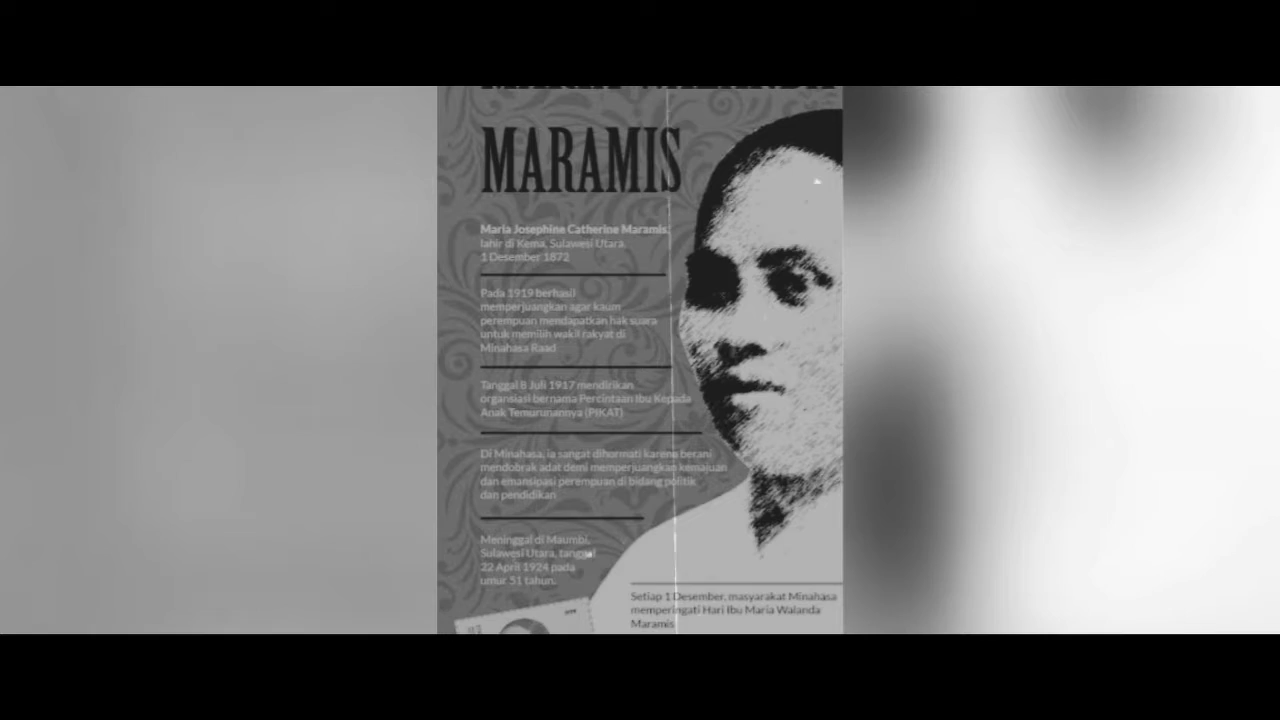 MARIA WALANDA
MARAMIS
Maria Josephine Catherine Maramis,
lahir di Kema, Sulawesi Utara,
1 Desember 1872
Pada 1919 berhasil
memperjuangkan agar kaum
perempuan mendapatkan hak suara
untuk memilih wakil rakyat di
Minahasa Raad
Tanggal 8 Juli 1917 mendirikan
organsiasi bernama Percintaan Ibu Kepada
Anak Temurunannya (PIKAT)
Di Minahasa, ia sangat dihormati karena berani
mendobrak adat demi memperjuangkan kemajuan
dan emansipasi perempuan di bidang politik
dan pendidikan
Meninggal di Maumbi,
Sulawesi Utara, tanggal
22 April 1924 pada
umur 51 tahun.
Setiap 1 Desember, masyarakat Minahasa
memperingati Hari Ibu Maria Walanda
Maramis